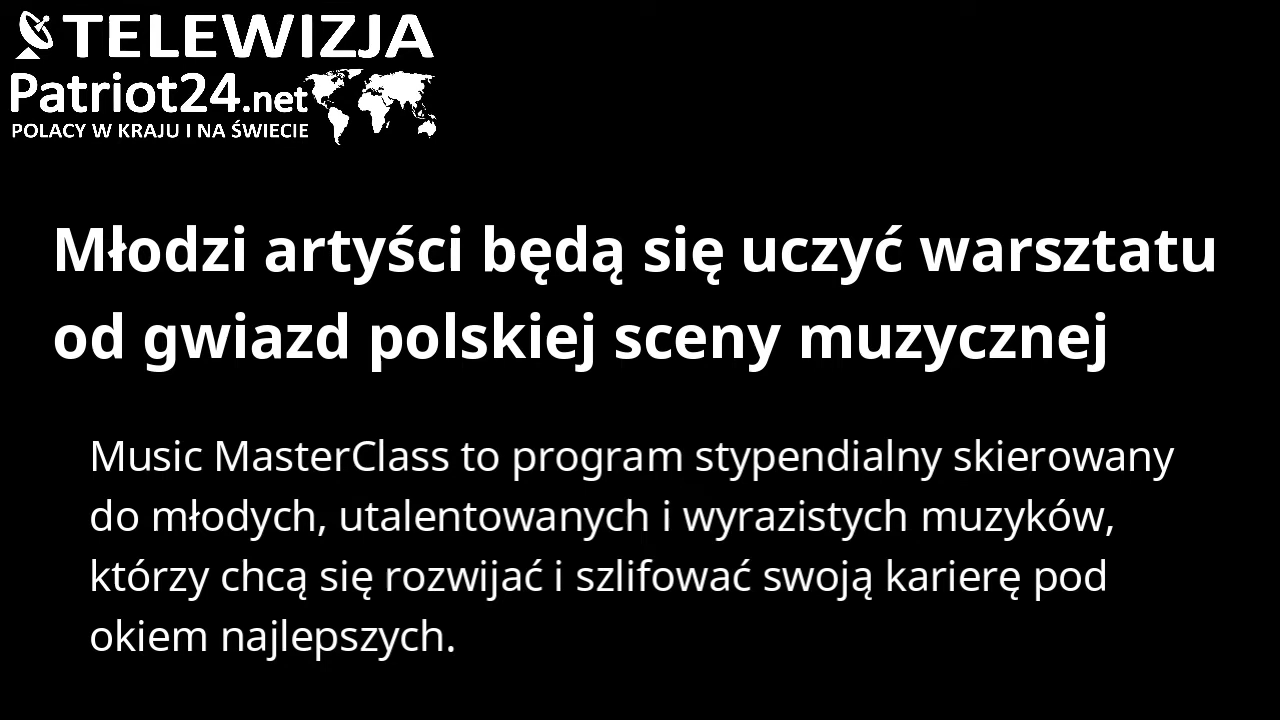 TELEWIZJA
Patriot24.net
POLACY W KRAJU I NA ŚWIECIE
Młodzi artyści będą się uczyć warsztatu
od gwiazd polskiej sceny muzycznej
Music MasterClass to program stypendialny skierowany
do młodych, utalentowanych i wyrazistych muzyków,
którzy chcą się rozwijać i szlifować swoją karierę pod
okiem najlepszych.